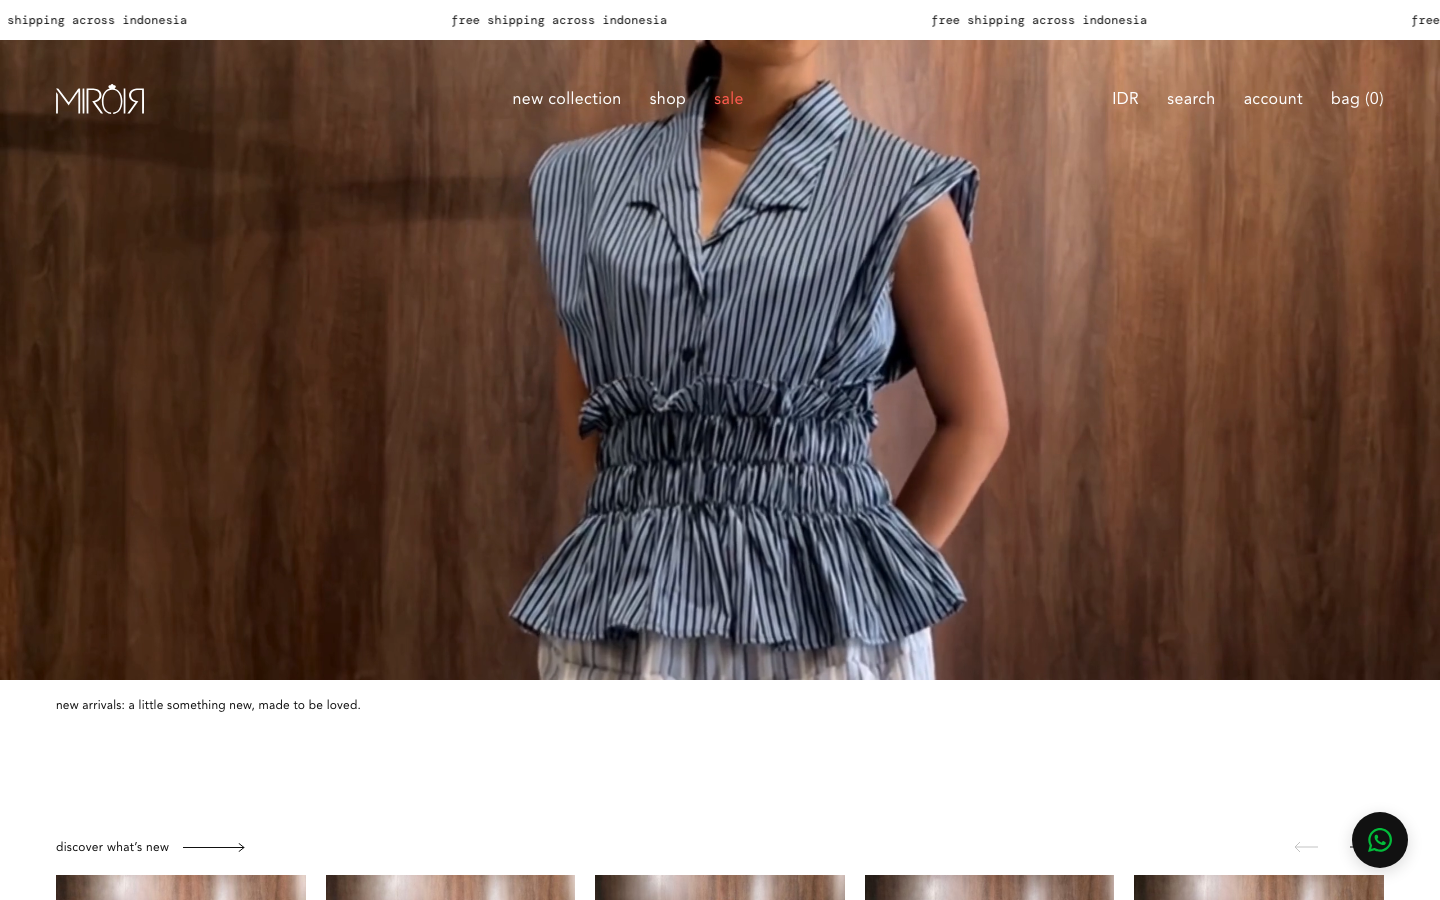 shipping across indonesia free shipping across indonesia free shipping across indonesia free
MIROIR new collection shop sale IDR search account bag (0)
new arrivals: a little something new, made to be loved.
discover what's new